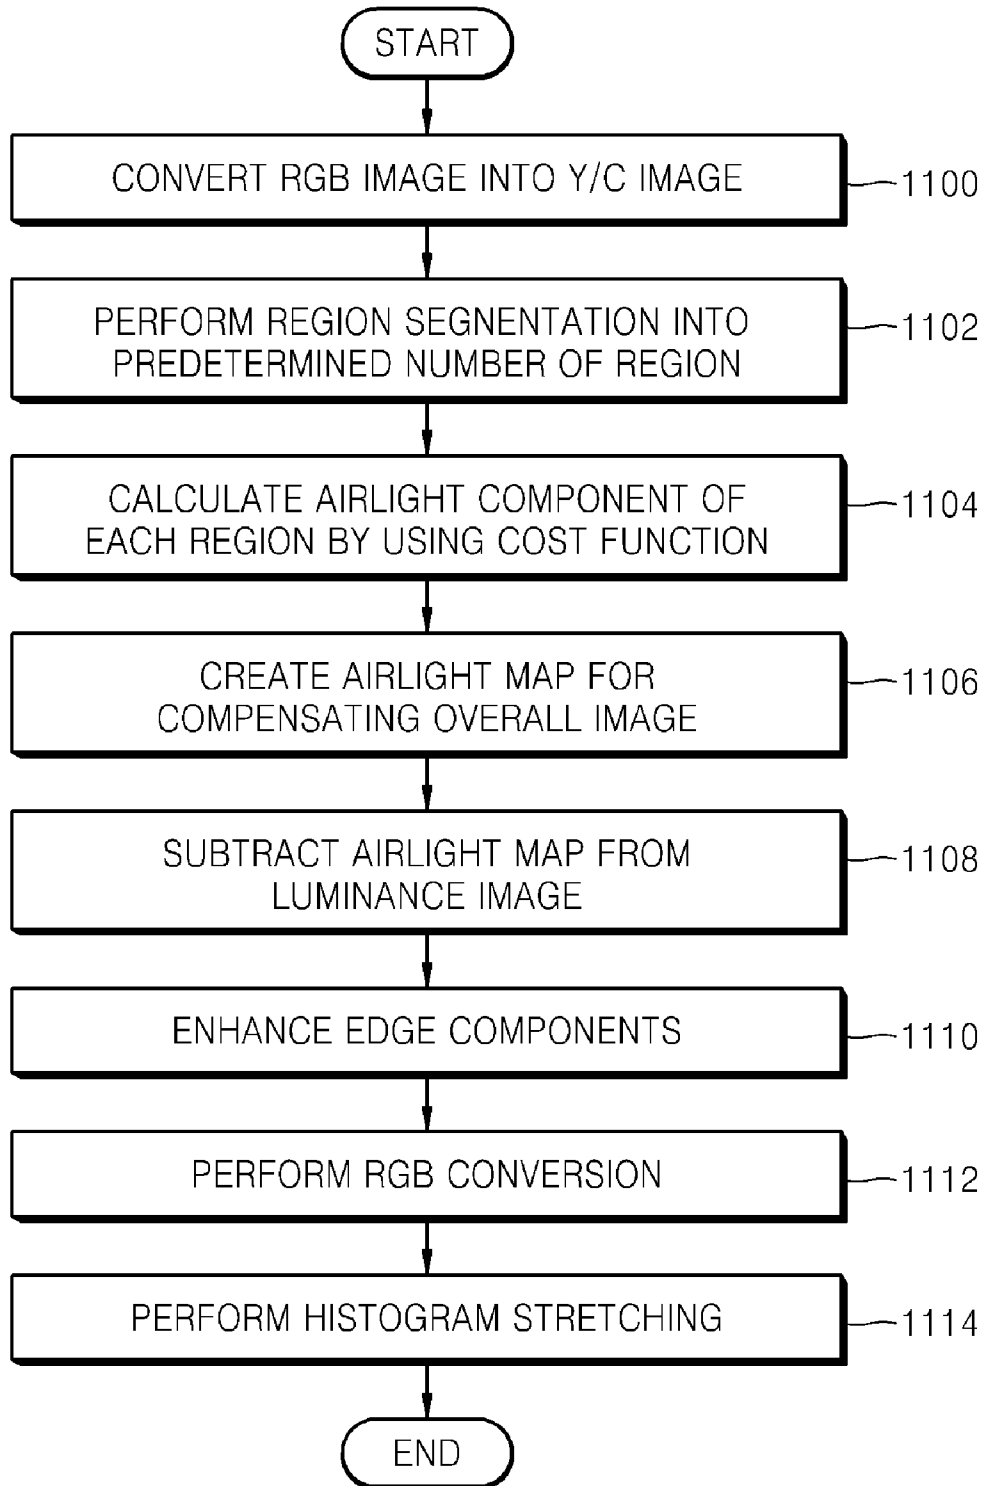 START
CONVERT RGB IMAGE INTO Y/C IMAGE
1100
PERFORM REGION SEGNENTATION INTO
PREDETERMINED NUMBER OF REGION
1102
CALCULATE AIRLIGHT COMPONENT OF
EACH REGION BY USING COST FUNCTION
1104
CREATE AIRLIGHT MAP FOR
COMPENSATING OVERALL IMAGE
1106
SUBTRACT AIRLIGHT MAP FROM
LUMINANCE IMAGE
1108
ENHANCE EDGE COMPONENTS
1110
PERFORM RGB CONVERSION
1112
PERFORM HISTOGRAM STRETCHING
1114
END